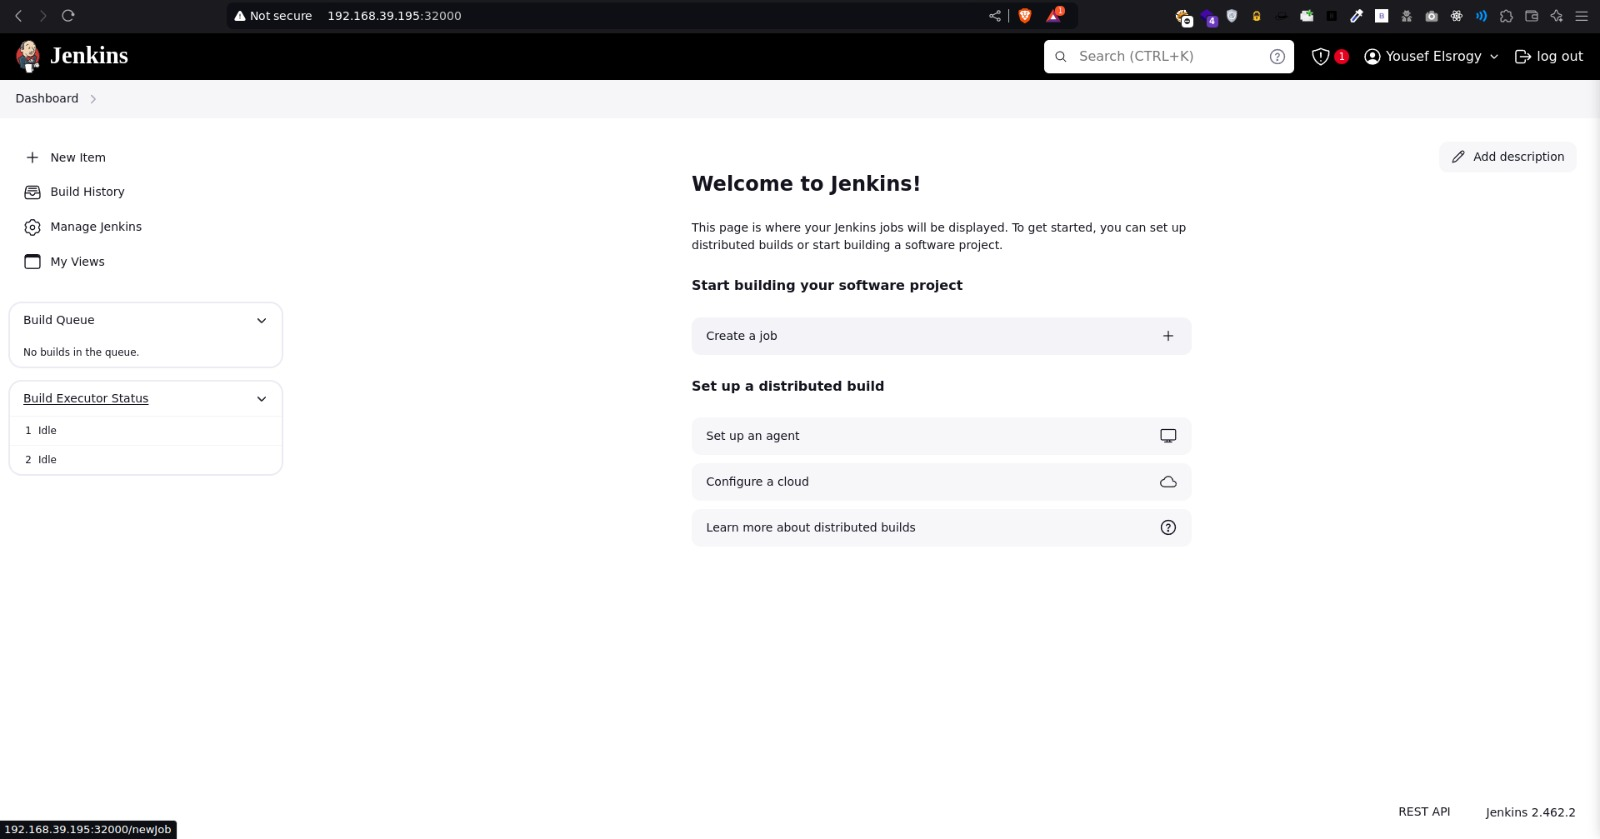 Not secure 192.168.39.195:32000
1
4
B
Jenkins
Search (CTRL+K)
1
Yousef Elsrogy
log out
Dashboard
New Item
Build History
Manage Jenkins
My Views
Build Queue
No builds in the queue.
Build Executor Status
1 Idle
2 Idle
Add description
Welcome to Jenkins!
This page is where your Jenkins jobs will be displayed. To get started, you can set up
distributed builds or start building a software project.
Start building your software project
Create a job
Set up a distributed build
Set up an agent
Configure a cloud
Learn more about distributed builds
REST API
Jenkins 2.462.2
192.168.39.195:32000/newJob